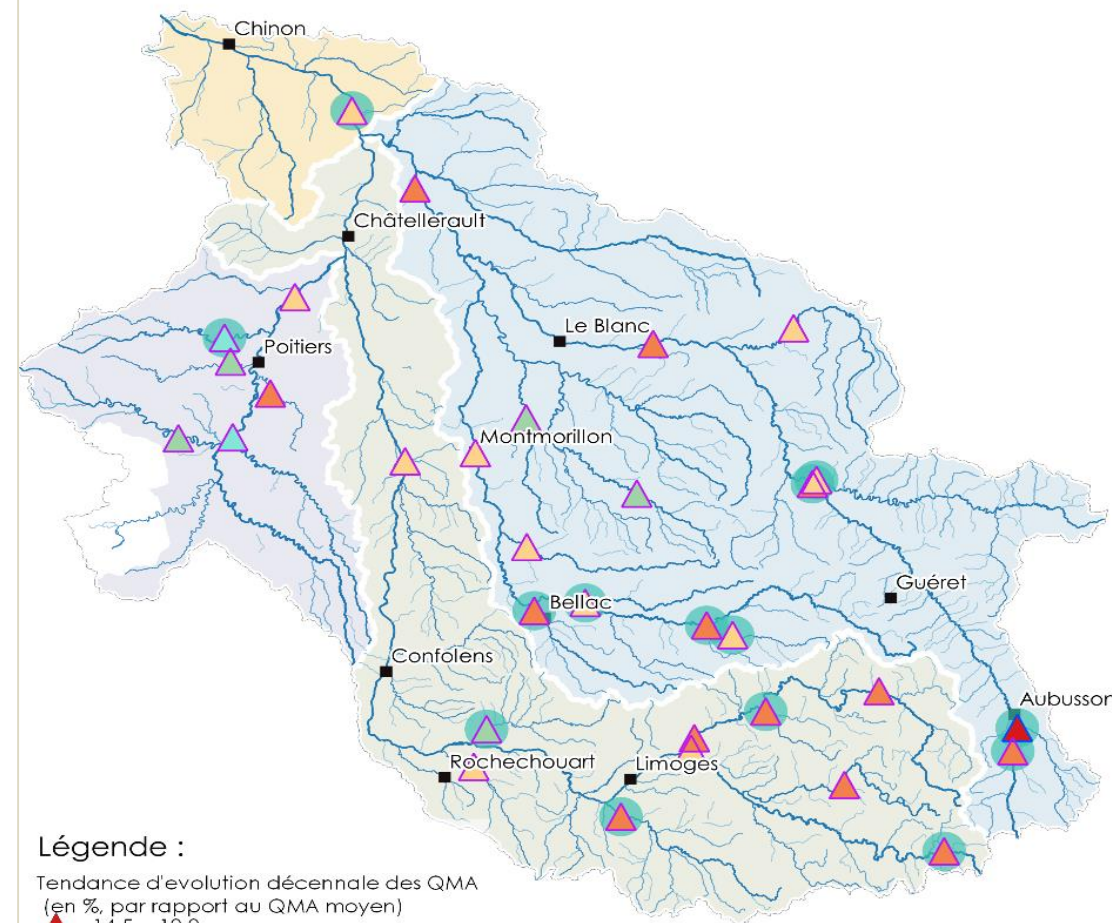 Chinon
Châtellerault
Le Blanc
Poitiers
Montmorillon
Guéret
Bellac
Confolens
Aubusson
Rochechouart
Limoges
Légende :
Tendance d'evolution décennale des QMA
(en %, par rapport au QMA moyen)